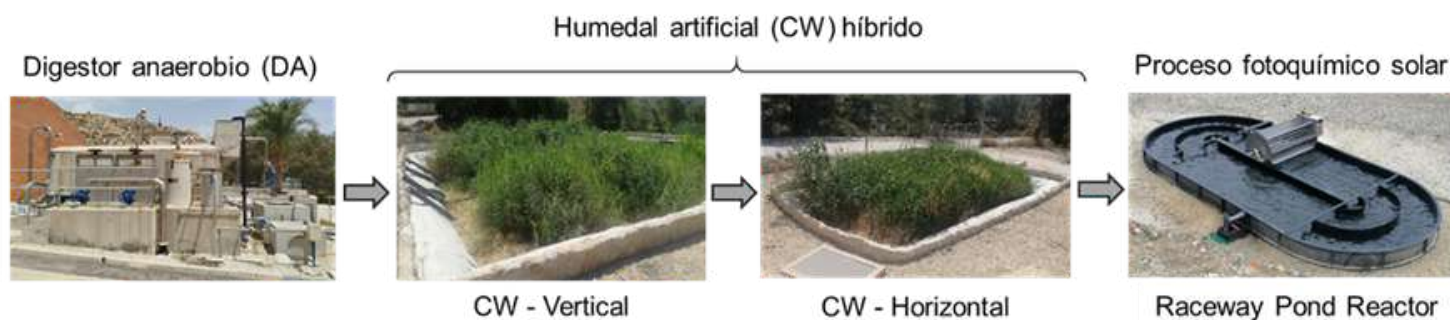 Humedal artificial (CW) híbrido
Digestor anaerobio (DA)
Proceso fotoquímico solar
CW - Vertical
CW - Horizontal
Raceway Pond Reactor